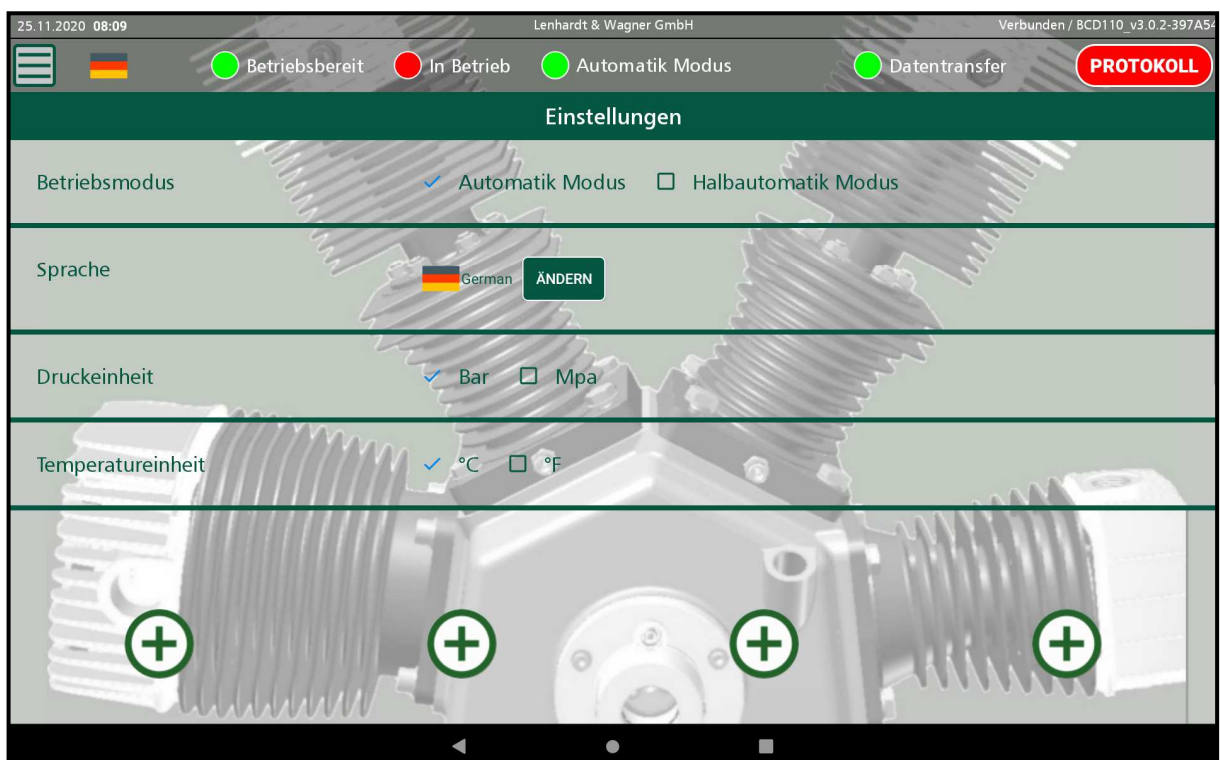 25.11.2020 08:09 Lenhardt & Wagner GmbH Verbunden / BCD110_v3.0.2-397A54
Betriebsbereit In Betrieb Automatik Modus Datentransfer PROTOKOLL
Einstellungen
Betriebsmodus Automatik Modus Halbautomatik Modus
Sprache German ÄNDERN
Druckeinheit Bar Mpa
Temperatureinheit °C °F